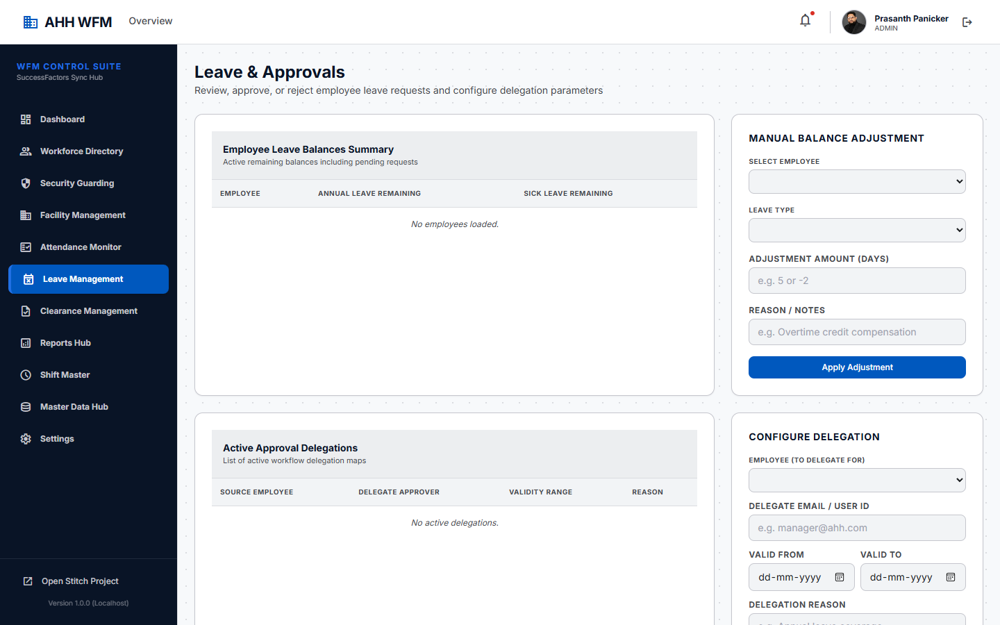 AHH WFM
Overview
Prasanth Panicker
ADMIN
WFM CONTROL SUITE
SuccessFactors Sync Hub
Dashboard
Workforce Directory
Security Guarding
Facility Management
Attendance Monitor
Leave Management
Clearance Management
Reports Hub
Shift Master
Master Data Hub
Settings
Open Stitch Project
Version 1.0.0 (Localhost)
Leave & Approvals
Review, approve, or reject employee leave requests and configure delegation parameters
Employee Leave Balances Summary
Active remaining balances including pending requests
EMPLOYEE ANNUAL LEAVE REMAINING SICK LEAVE REMAINING
No employees loaded.
MANUAL BALANCE ADJUSTMENT
SELECT EMPLOYEE
LEAVE TYPE
ADJUSTMENT AMOUNT (DAYS)
e.g. 5 or -2
REASON / NOTES
e.g. Overtime credit compensation
Apply Adjustment
Active Approval Delegations
List of active workflow delegation maps
SOURCE EMPLOYEE DELEGATE APPROVER VALIDITY RANGE REASON
No active delegations.
CONFIGURE DELEGATION
EMPLOYEE (TO DELEGATE FOR)
DELEGATE EMAIL / USER ID
e.g. manager@ahh.com
VALID FROM VALID TO
dd-mm-yyyy dd-mm-yyyy
DELEGATION REASON
e.g. Annual leave coverage